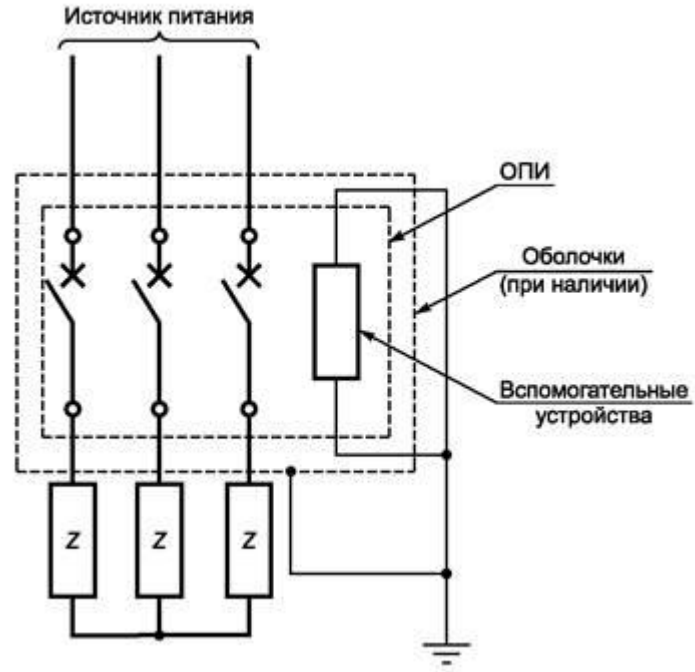 Источник питания
ОПИ
Оболочки
(при наличии)
Вспомогательные
устройства
Z
Z
Z